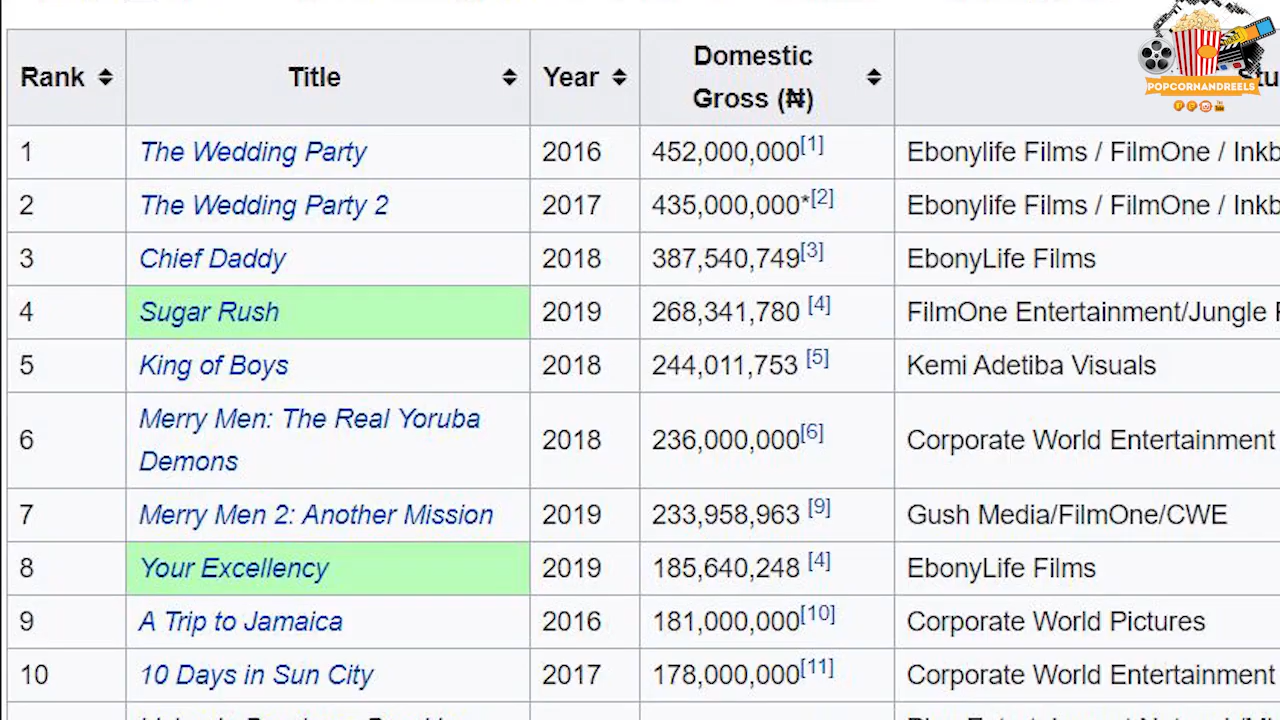 Rank Title Year Domestic Gross (₦) Stu
POPCORNANDREELS
1 The Wedding Party 2016 452,000,000[1] Ebonylife Films / FilmOne / Inkb
2 The Wedding Party 2 2017 435,000,000*[2] Ebonylife Films / FilmOne / Inkb
3 Chief Daddy 2018 387,540,749[3] EbonyLife Films
4 Sugar Rush 2019 268,341,780 [4] FilmOne Entertainment/Jungle
5 King of Boys 2018 244,011,753 [5] Kemi Adetiba Visuals
6 Merry Men: The Real Yoruba Demons 2018 236,000,000[6] Corporate World Entertainment
7 Merry Men 2: Another Mission 2019 233,958,963 [9] Gush Media/FilmOne/CWE
8 Your Excellency 2019 185,640,248 [4] EbonyLife Films
9 A Trip to Jamaica 2016 181,000,000[10] Corporate World Pictures
10 10 Days in Sun City 2017 178,000,000[11] Corporate World Entertainment